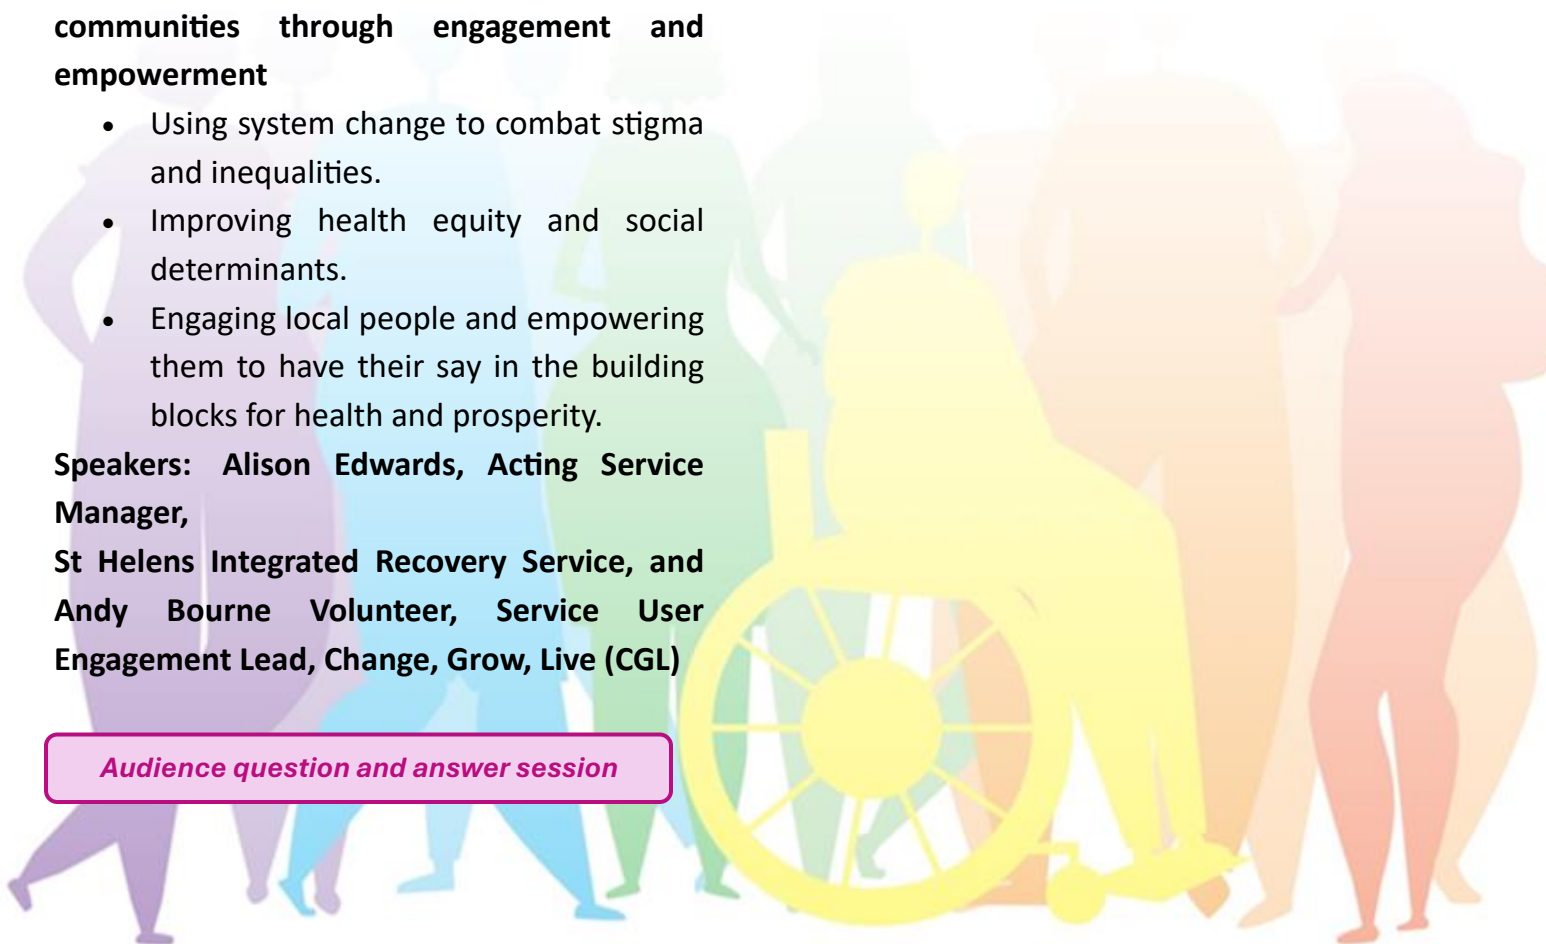 communities through engagement and
empowerment
• Using system change to combat stigma
and inequalities.
• Improving health equity and social
determinants.
• Engaging local people and empowering
them to have their say in the building
blocks for health and prosperity.
Speakers: Alison Edwards, Acting Service
Manager,
St Helens Integrated Recovery Service, and
Andy Bourne Volunteer, Service User
Engagement Lead, Change, Grow, Live (CGL)
Audience question and answer session